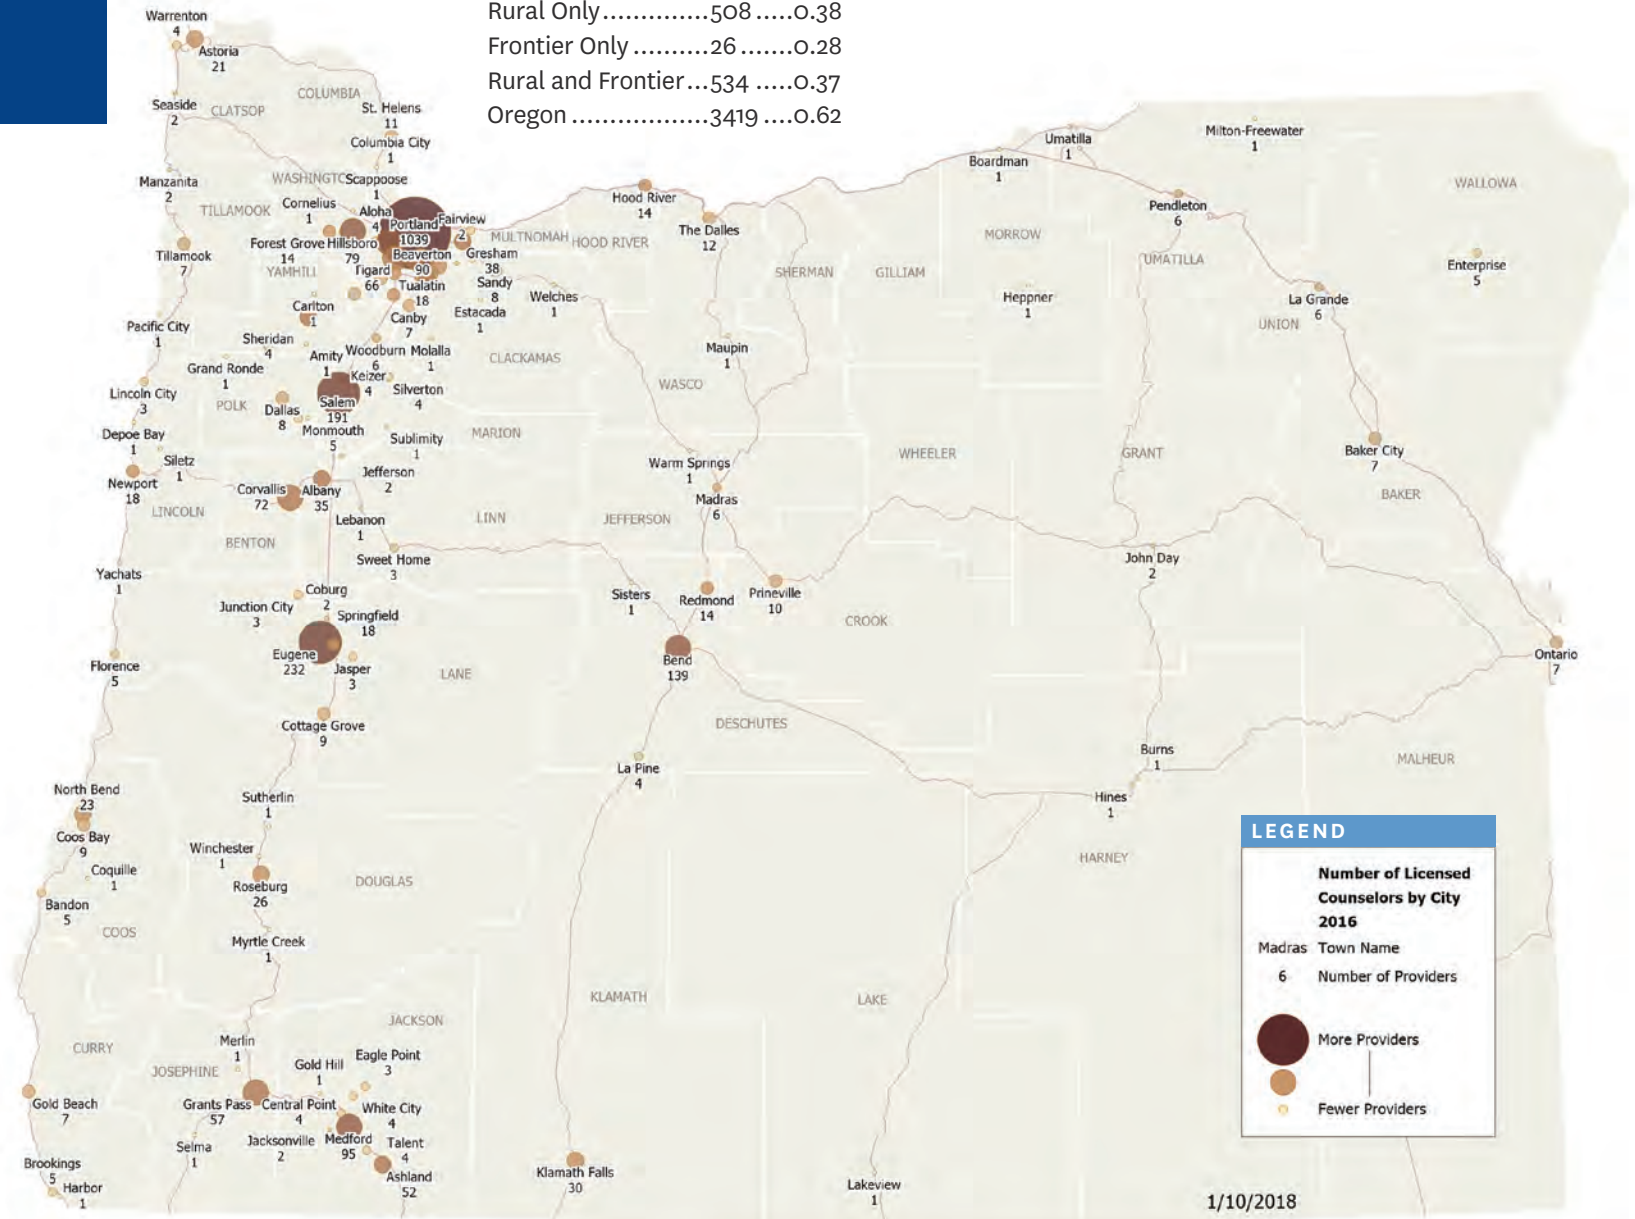 Rural Only.............508.....0.38
Frontier Only..........26.......0.28
Rural and Frontier...534.....0.37
Oregon..................3419....0.62
Warrenton
4
Astoria
21
COLUMBIA
CLATSOP
Seaside
2
St. Helens
11
Columbia City
1
Manzanita
2
WASHINGTO
Scappoose
1
TILLAMOOK
Cornelius
1
Aloha
4
Portland
1039
Fairview
2
MULTNOMAH
HOOD RIVER
Hood River
14
The Dalles
12
Boardman
1
Umatilla
1
Milton-Freewater
1
WALLOWA
Pendleton
6
MORROW
UMATILLA
SHERMAN
GILLIAM
Enterprise
5
Tillamook
7
Forest Grove
14
Hillsboro
79
Beaverton
90
Gresham
38
YAMHILL
Tigard
66
Tualatin
18
Sandy
8
Welches
1
Carlton
1
Canby
7
Estacada
1
Heppner
1
La Grande
6
UNION
Pacific City
1
Sheridan
4
Amity
1
Woodburn
6
Molalla
1
CLACKAMAS
Maupin
1
WASCO
Grand Ronde
1
Keizer
4
Silverton
4
Lincoln City
3
POLK
Dallas
8
Salem
191
Monmouth
5
Sublimity
1
MARION
Depoe Bay
1
Siletz
1
Newport
18
Jefferson
2
Corvallis
72
Albany
35
LINCOLN
Lebanon
1
LINN
JEFFERSON
Warm Springs
1
Madras
6
WHEELER
GRANT
Baker City
7
BAKER
BENTON
Sweet Home
3
John Day
2
Yachats
1
Coburg
2
Junction City
3
Springfield
18
Sisters
1
Redmond
14
Prineville
10
CROOK
Eugene
232
Jasper
3
LANE
Bend
139
Florence
5
Ontario
7
Cottage Grove
9
DESCHUTES
La Pine
4
Burns
1
MALHEUR
Hines
1
North Bend
23
Coos Bay
9
Sutherlin
1
Winchester
1
Coquille
1
Roseburg
26
DOUGLAS
HARNEY
Bandon
5
COOS
Myrtle Creek
1
KLAMATH
LAKE
JACKSON
CURRY
Merlin
1
JOSEPHINE
Gold Hill
1
Eagle Point
3
Gold Beach
7
Grants Pass
57
Central Point
4
White City
4
Selma
1
Jacksonville
2
Medford
95
Talent
4
Ashland
52
Brookings
5
Harbor
1
Klamath Falls
30
Lakeview
1
LEGEND
Number of Licensed
Counselors by City
2016
Madras Town Name
6 Number of Providers
More Providers
Fewer Providers
1/10/2018